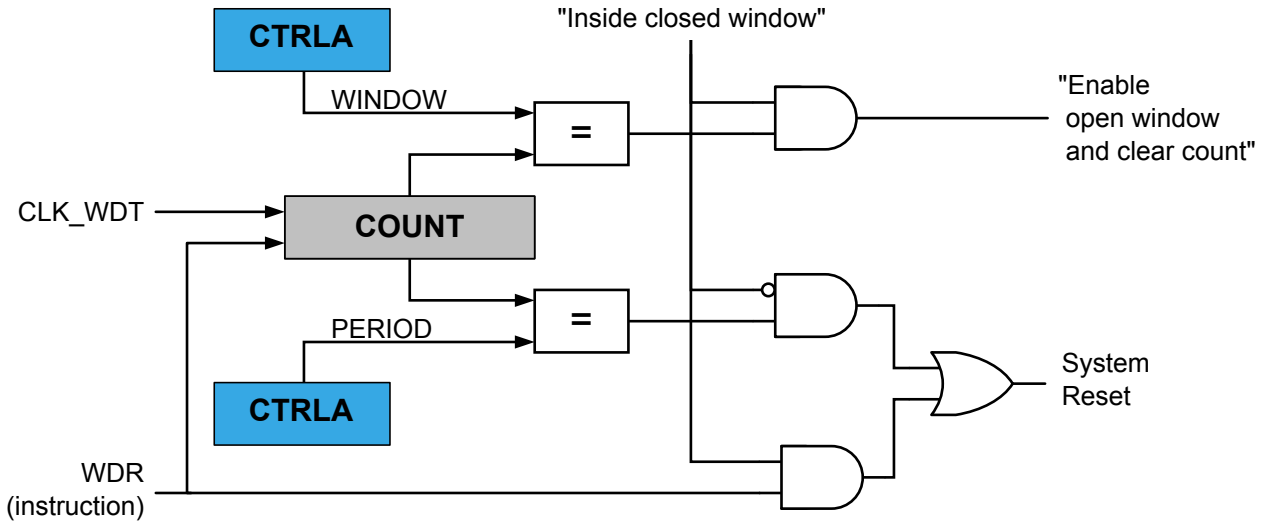 "Inside closed window"
CTRLA
WINDOW
=
"Enable
open window
and clear count"
CLK_WDT
COUNT
=
PERIOD
CTRLA
System
Reset
WDR
(instruction)